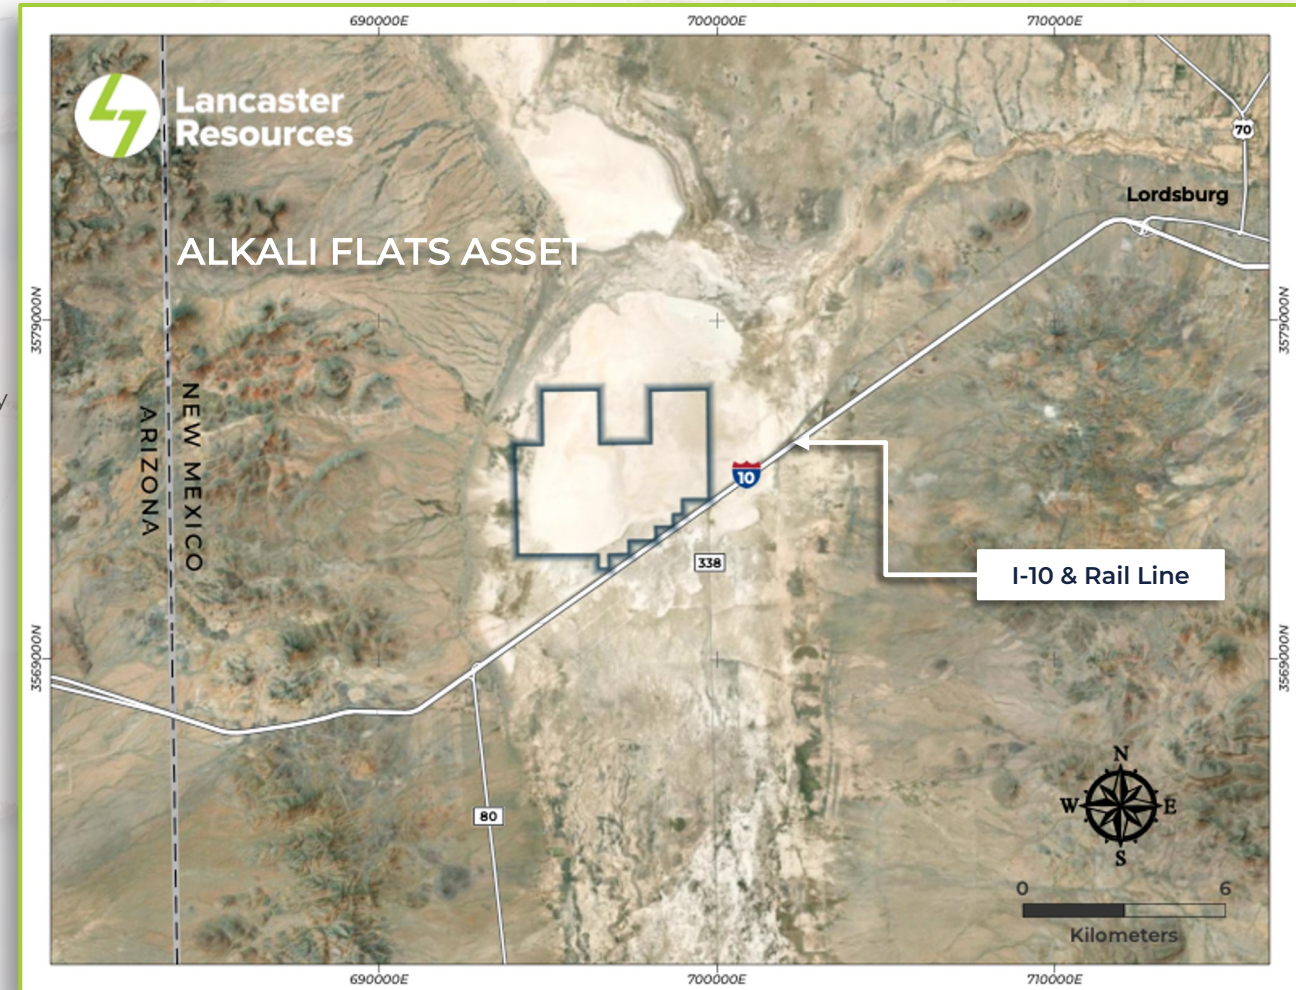 690000E
700000E
710000E
Lancaster
Resources
70
Lordsburg
ALKALI FLATS ASSET
3579000N
3579000N
NEW MEXICO
ARIZONA
10
338
I-10 & Rail Line
3569000N
3569000N
N
W
E
S
80
0
6
Kilometers
690000E
700000E
710000E
y